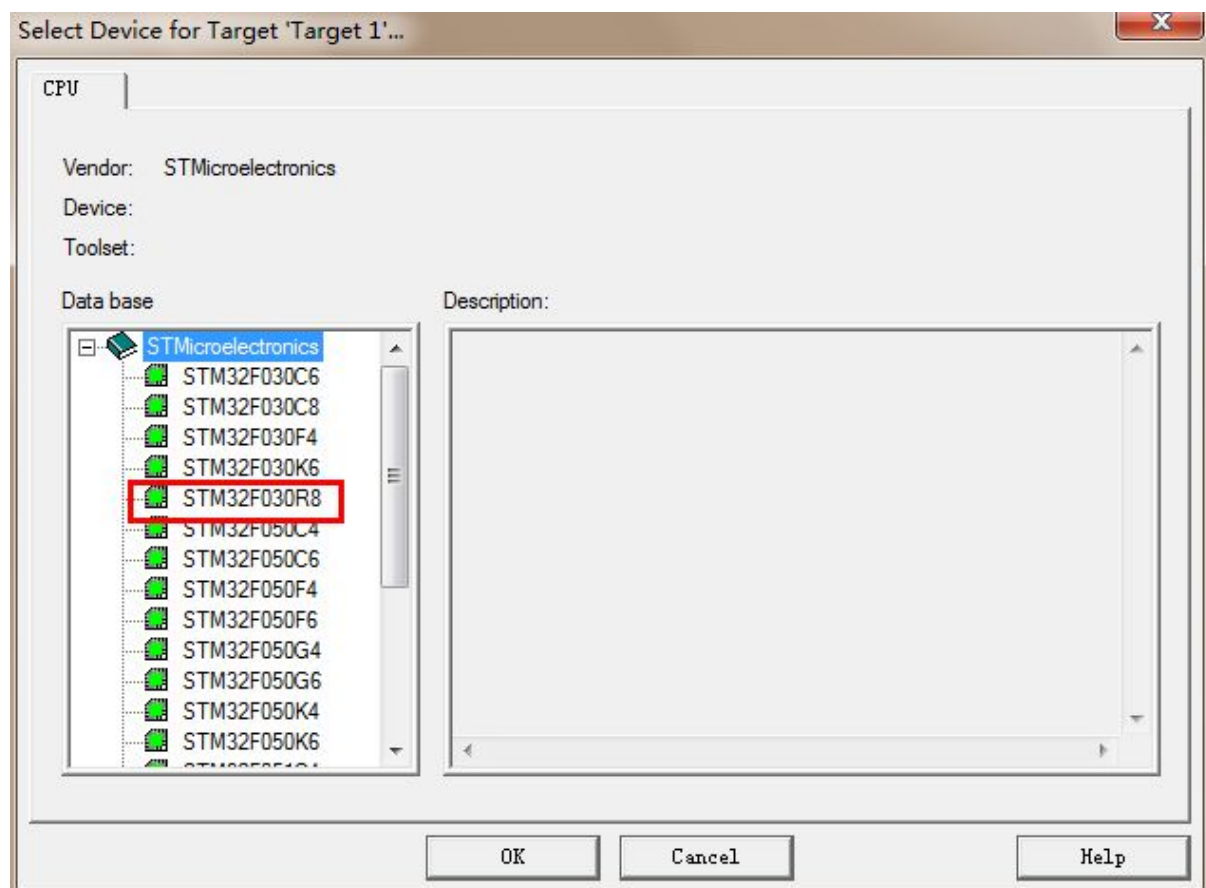 Select Device for Target 'Target 1'...
CPU
Vendor: STMicroelectronics
Device:
Toolset:
Data base
Description:
STMicroelectronics
STM32F030C6
STM32F030C8
STM32F030F4
STM32F030K6
STM32F030R8
STM32F050C4
STM32F050C6
STM32F050F4
STM32F050F6
STM32F050G4
STM32F050G6
STM32F050K4
STM32F050K6
OK Cancel Help